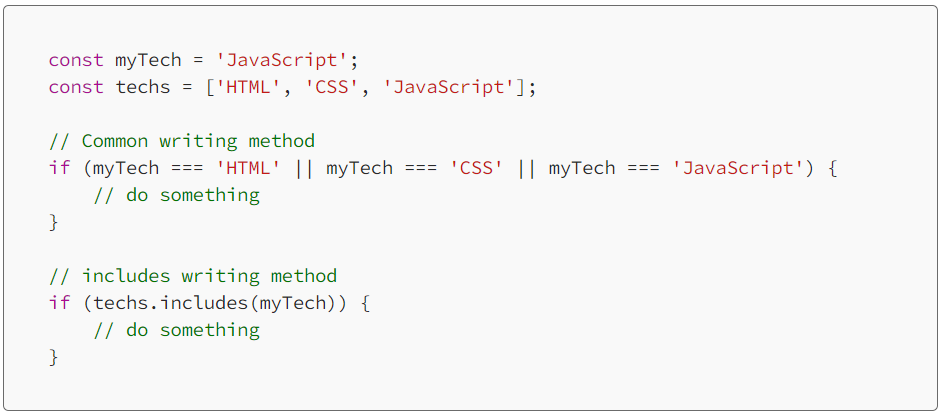 const myTech = 'JavaScript';
const techs = ['HTML', 'CSS', 'JavaScript'];
// Common writing method
if (myTech === 'HTML' || myTech === 'CSS' || myTech === 'JavaScript') {
    // do something
}
// includes writing method
if (techs.includes(myTech)) {
    // do something
}